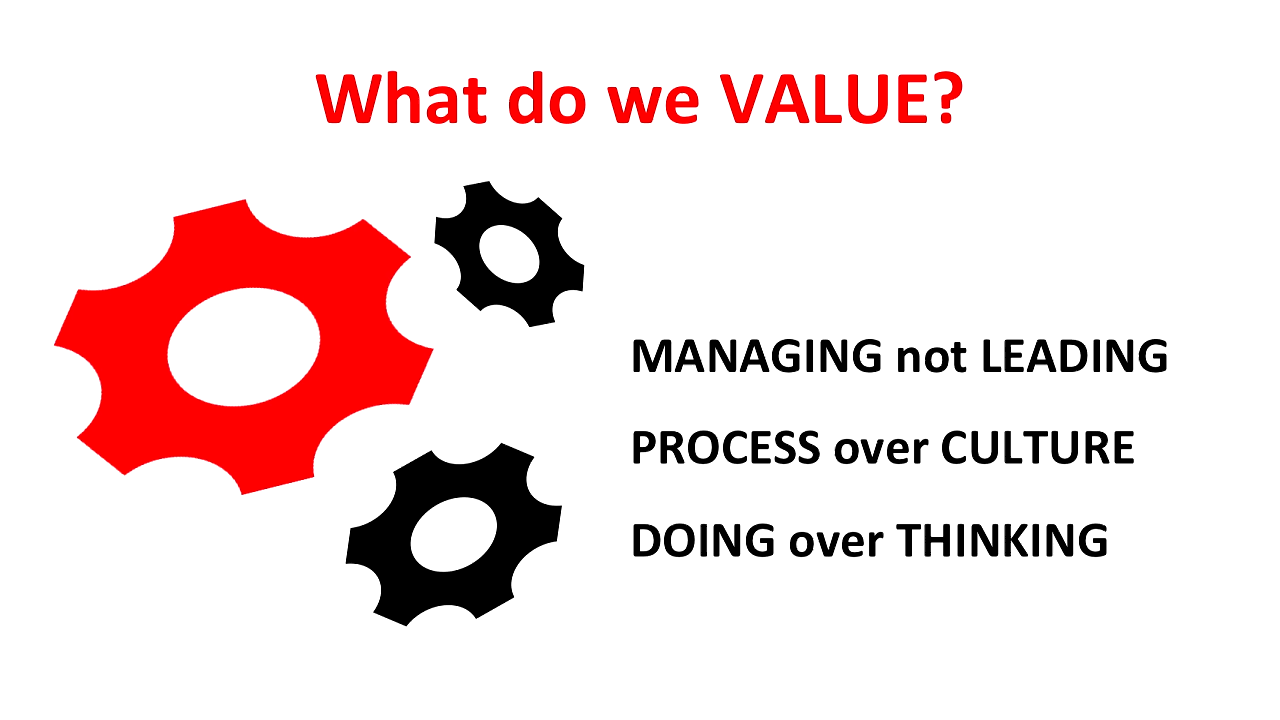 What do we VALUE?
MANAGING not LEADING
PROCESS over CULTURE
DOING over THINKING